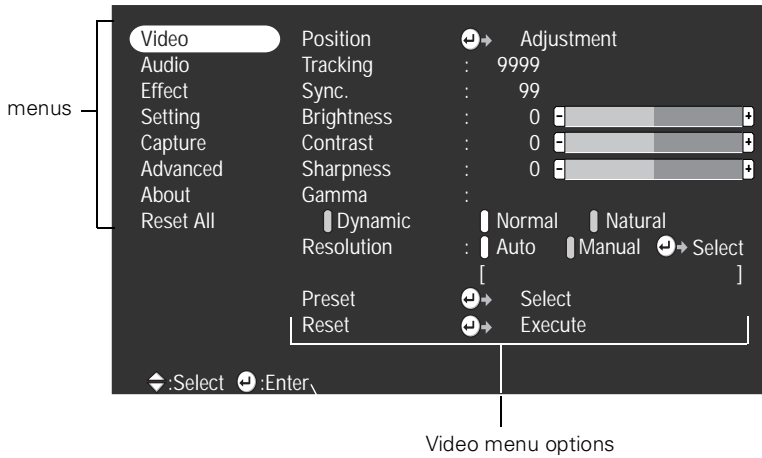 menus
Video Position Adjustment
Audio Tracking : 9999
Effect Sync. : 99
Setting Brightness : 0 - +
Capture Contrast : 0 - +
Advanced Sharpness : 0 - +
About Gamma :
Reset All Dynamic Normal Natural
Resolution : Auto Manual Select
[ ]
Preset Select
Reset Execute
:Select :Enter
Video menu options